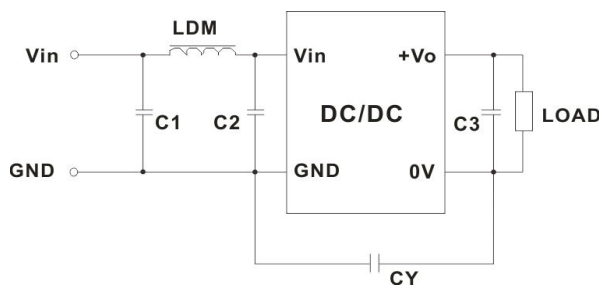 LDM
Vin
Vin
+Vo
C1
C2
DC/DC
C3
LOAD
GND
GND
0V
CY